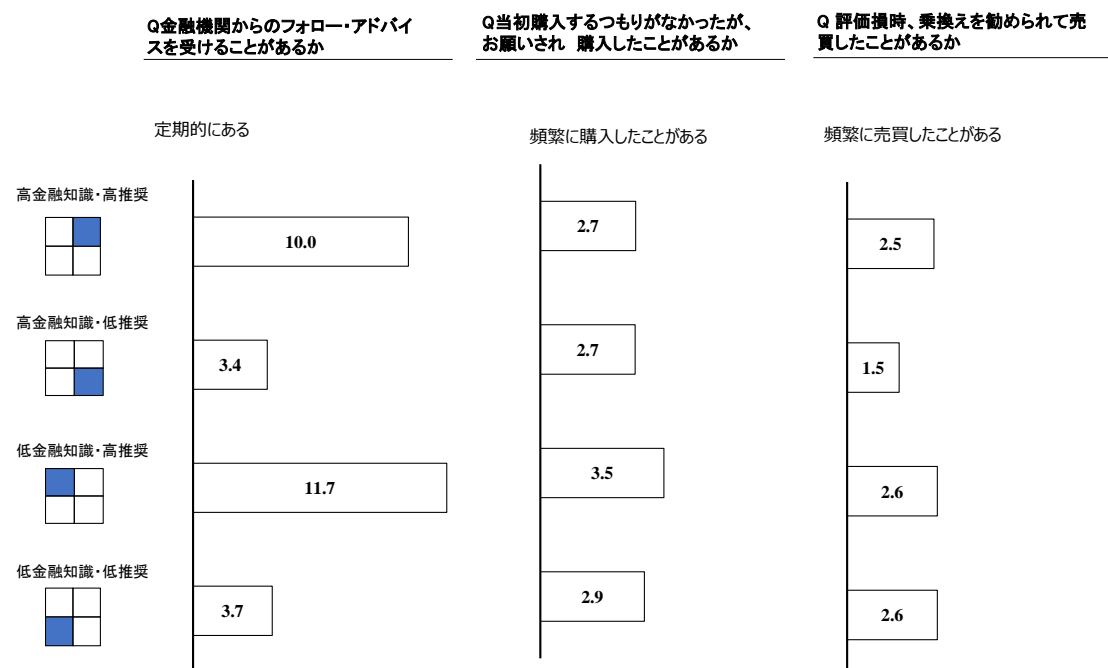 Q金融機関からのフォロー・アドバイ
スを受けることがあるか
Q当初購入するつもりがなかったが、
お願いされ 購入したことがあるか
Q 評価損時、乗換えを勧められて売
買したことがあるか
定期的にある
頻繁に購入したことがある
頻繁に売買したことがある
高金融知識・高推奨
10.0
2.7
2.5
高金融知識・低推奨
3.4
2.7
1.5
低金融知識・高推奨
11.7
3.5
2.6
低金融知識・低推奨
3.7
2.9
2.6